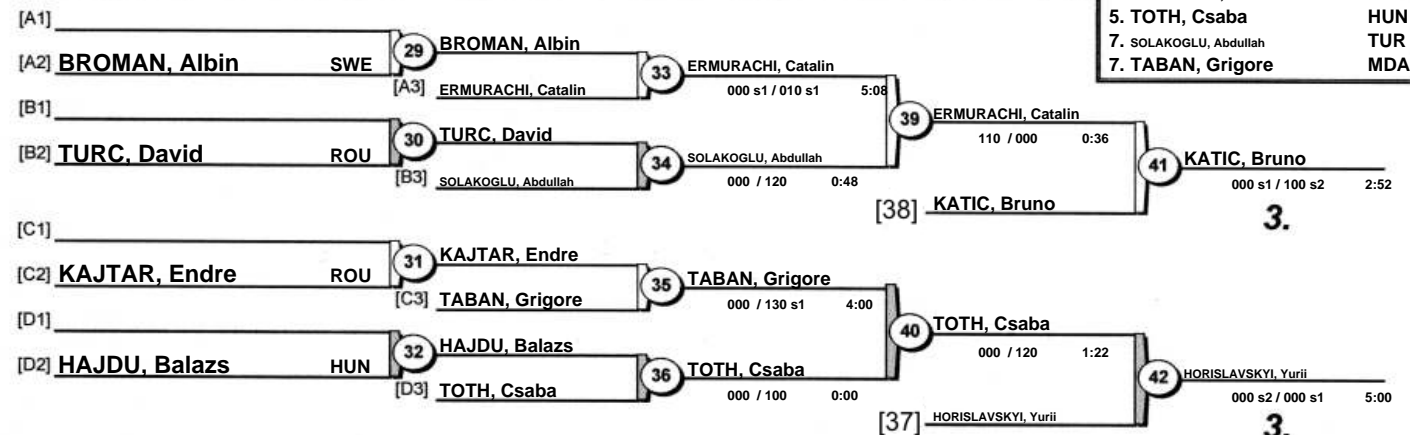 5. TOTH, Csaba HUN
7. SOLAKOGLU, Abdullah TUR
7. TABAN, Grigore MDA
[A1]
[A2] BROMAN, Albin SWE
29
BROMAN, Albin
[A3] ERMURACHI, Catalin
33
ERMURACHI, Catalin
000 s1 / 010 s1 5:08
[B1]
[B2] TURC, David ROU
30
TURC, David
[B3] SOLAKOGLU, Abdullah
34
SOLAKOGLU, Abdullah
000 / 120 0:48
39
ERMURACHI, Catalin
110 / 000 0:36
[38] KATIC, Bruno
41
KATIC, Bruno
000 s1 / 100 s2 2:52
3.
[C1]
[C2] KAJTAR, Endre ROU
31
KAJTAR, Endre
[C3] TABAN, Grigore
35
TABAN, Grigore
000 / 130 s1 4:00
[D1]
[D2] HAJDU, Balazs HUN
32
HAJDU, Balazs
[D3] TOTH, Csaba
36
TOTH, Csaba
000 / 100 0:00
40
TOTH, Csaba
000 / 120 1:22
[37] HORISLAVSKYI, Yurii
42
HORISLAVSKYI, Yurii
000 s2 / 000 s1 5:00
3.